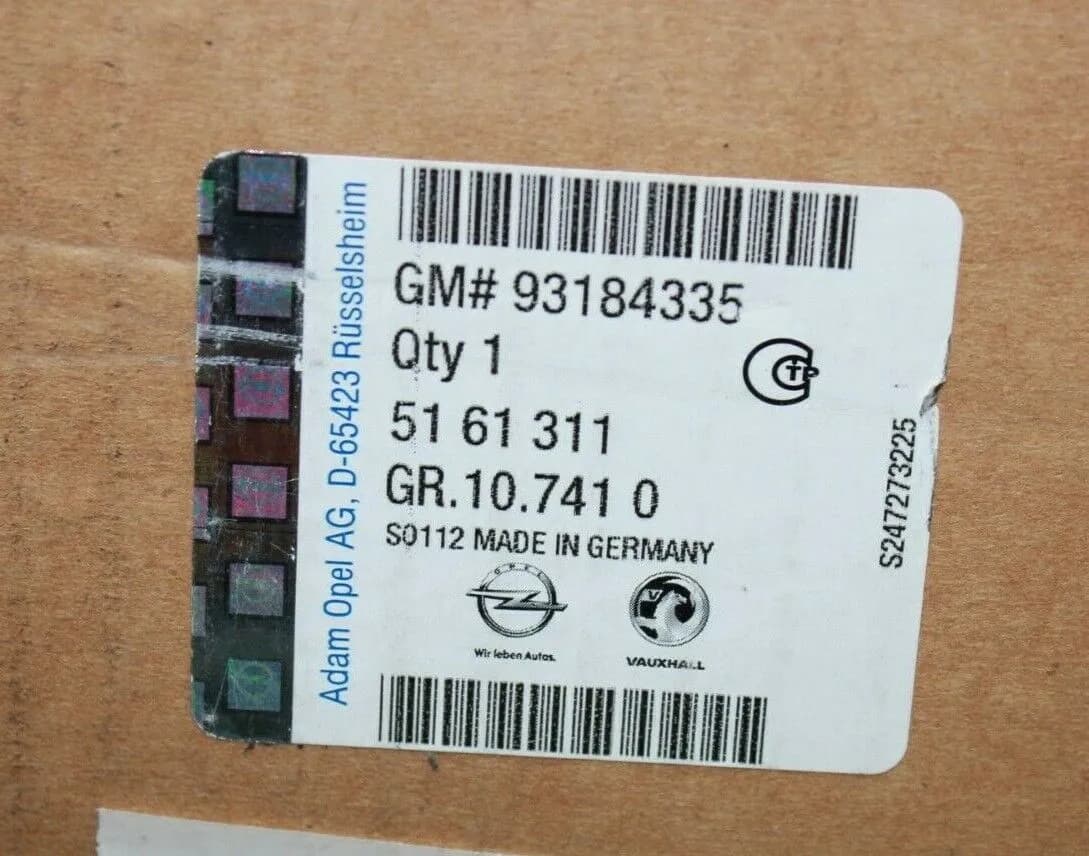 Adam Opel AG, D-65423 Rüsselsheim
GM# 93184335
Qty 1
51 61 311
GR.10.741 0
S0112 MADE IN GERMANY
OPEL
Wir leben Autos.
V
VAUXHALL
S247273225